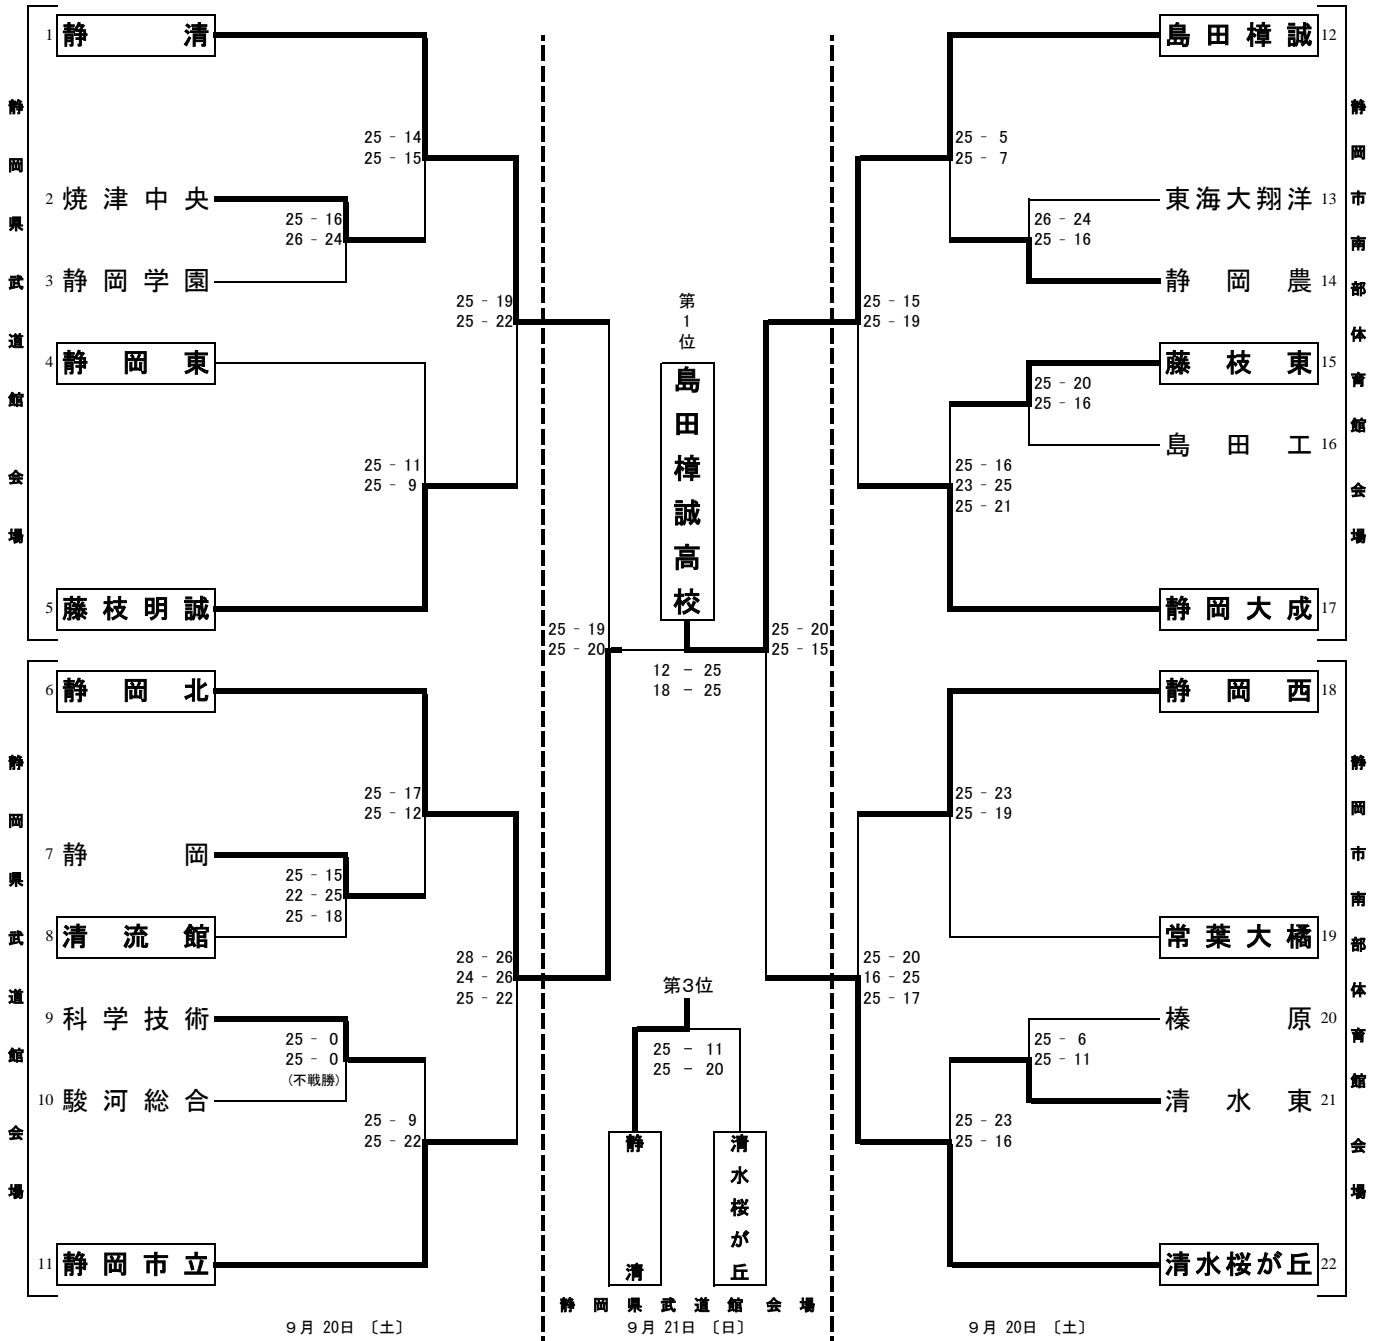 静岡県武道館会場
1 静清
25 - 14
25 - 15
2 焼津中央
25 - 16
26 - 24
3 静岡学園
25 - 19
25 - 22
4 静岡東
25 - 11
25 - 9
5 藤枝明誠
静岡県武道館会場
6 静岡北
25 - 17
25 - 12
7 静岡
25 - 15
22 - 25
25 - 18
8 清流館
28 - 26
24 - 26
25 - 22
9 科学技術
25 - 0
25 - 0
(不戦勝)
10 駿河総合
25 - 9
25 - 22
11 静岡市立
9月 20日 〔土〕
第1位
島田樟誠高校
25 - 19
25 - 20
12 - 25
18 - 25
25 - 20
25 - 15
第3位
25 - 11
25 - 20
静清
清水桜が丘
静岡県武道館会場
9月 21日 〔日〕
静岡市南部体育館会場
島田樟誠 12
25 - 5
25 - 7
東海大翔洋 13
26 - 24
25 - 16
静岡農 14
25 - 15
25 - 19
藤枝東 15
25 - 20
25 - 16
島田工 16
25 - 16
23 - 25
25 - 21
静岡大成 17
静岡市南部体育館会場
静岡西 18
25 - 23
25 - 19
常葉大橘 19
25 - 20
16 - 25
25 - 17
榛原 20
25 - 6
25 - 11
清水東 21
25 - 23
25 - 16
清水桜が丘 22
9月 20日 〔土〕